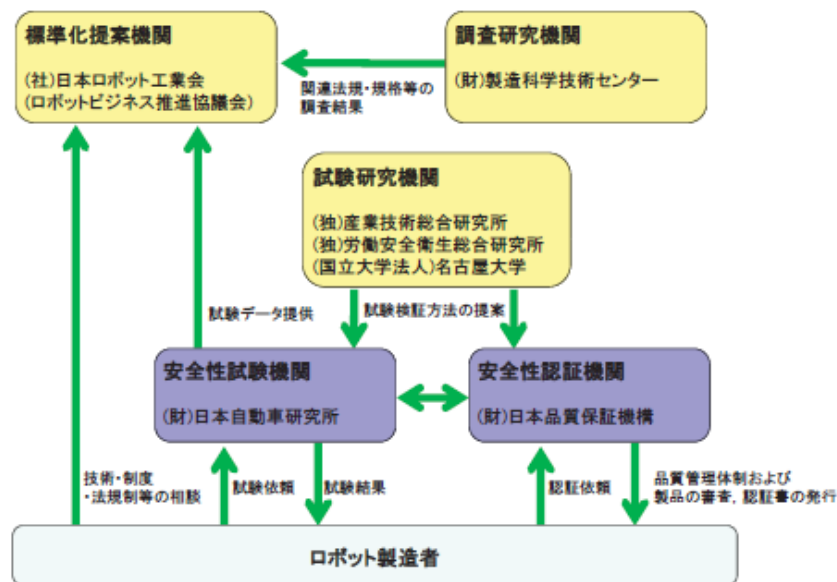 標準化提案機関
(社)日本ロボット工業会
(ロボットビジネス推進協議会)
調査研究機関
(財)製造科学技術センター
関連法規・規格等の
調査結果
試験研究機関
(独)産業技術総合研究所
(独)労働安全衛生総合研究所
(国立大学法人)名古屋大学
試験データ提供
試験検証方法の提案
安全性試験機関
(財)日本自動車研究所
安全性認証機関
(財)日本品質保証機構
技術・制度
・法規制等の相談
試験依頼
試験結果
認証依頼
品質管理体制および
製品の審査, 認証書の発行
ロボット製造者